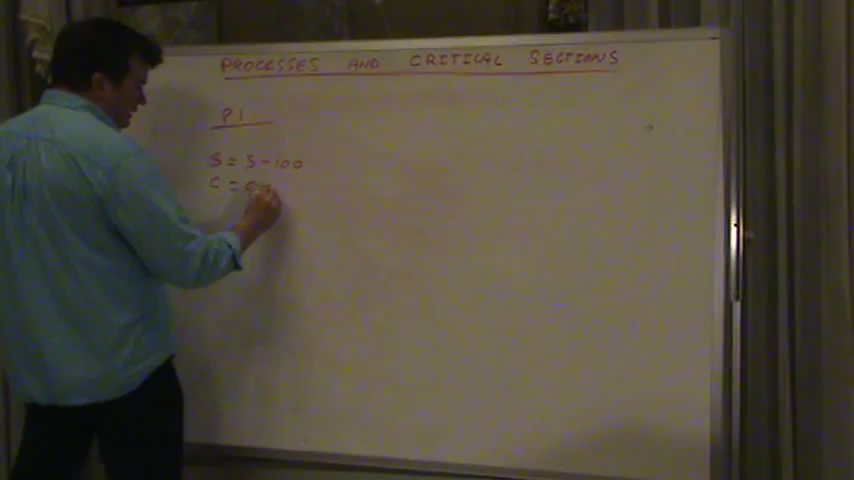 PROCESSES AND CRITICAL SECTIONS
P1
S = S - 100
C = C